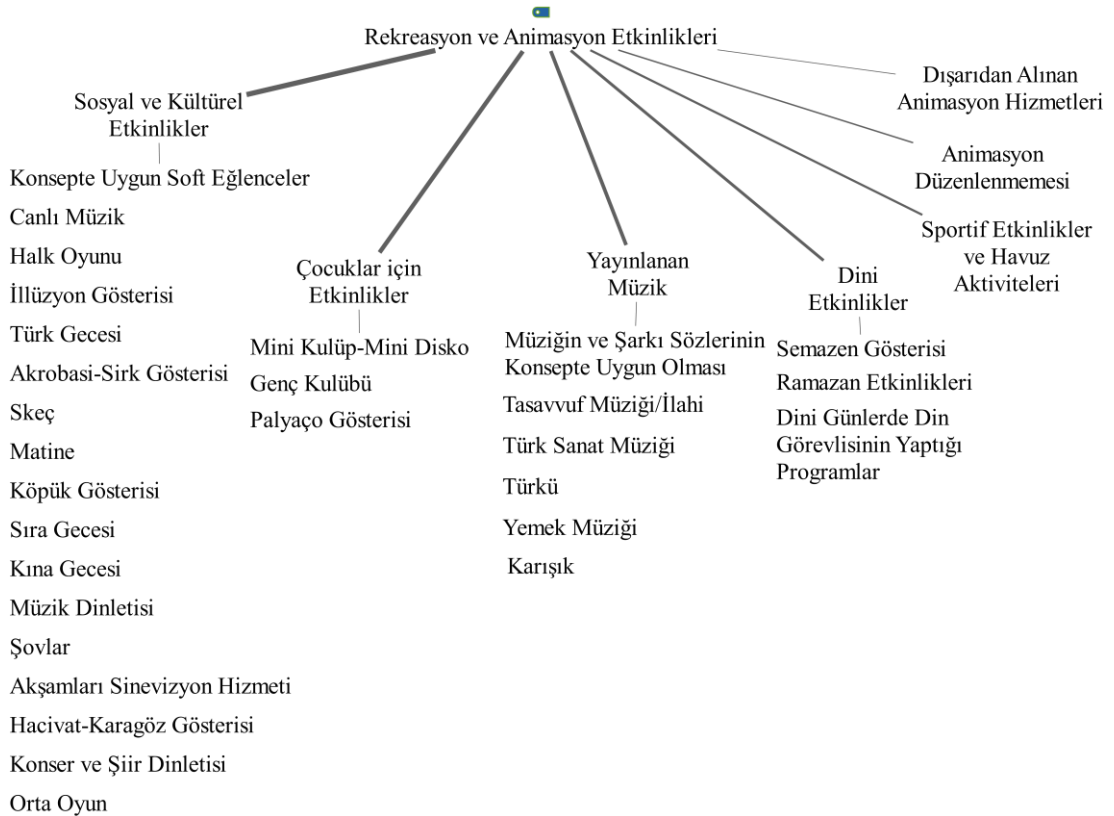 Rekreasyon ve Animasyon Etkinlikleri
Sosyal ve Kültürel
Etkinlikler
Konsepte Uygun Soft Eğlenceler
Canlı Müzik
Halk Oyunu
İllüzyon Gösterisi
Türk Gecesi
Akrobasi-Sirk Gösterisi
Skeç
Matine
Köpük Gösterisi
Sıra Gecesi
Kına Gecesi
Müzik Dinletisi
Şovlar
Akşamları Sinevizyon Hizmeti
Hacivat-Karagöz Gösterisi
Konser ve Şiir Dinletisi
Orta Oyun
Çocuklar için
Etkinlikler
Mini Kulüp-Mini Disko
Genç Kulübü
Palyaço Gösterisi
Yayınlanan
Müzik
Müziğin ve Şarkı Sözlerinin
Konsepte Uygun Olması
Tasavvuf Müziği/İlahi
Türk Sanat Müziği
Türkü
Yemek Müziği
Karışık
Dini
Etkinlikler
Semazen Gösterisi
Ramazan Etkinlikleri
Dini Günlerde Din
Görevlisinin Yaptığı
Programlar
Sportif Etkinlikler
ve Havuz
Aktiviteleri
Animasyon
Düzenlenmemesi
Dışarıdan Alınan
Animasyon Hizmetleri